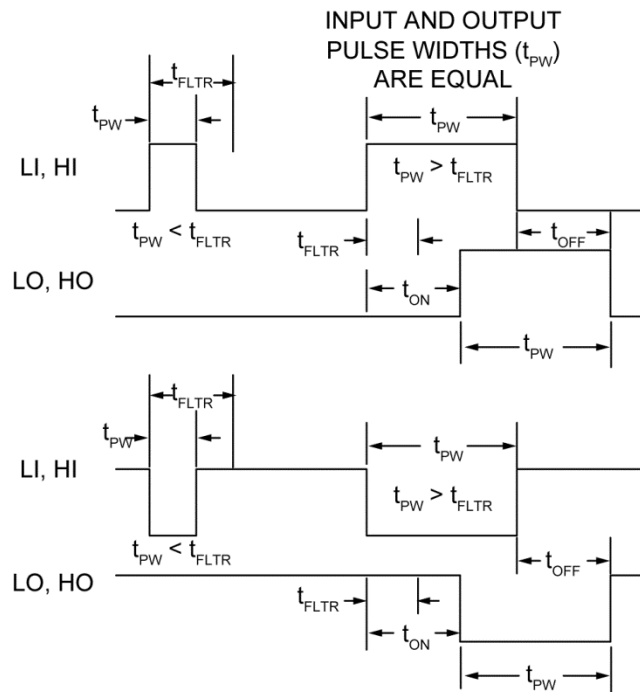 INPUT AND OUTPUT
PULSE WIDTHS (tPW)
ARE EQUAL
tFLTR
tPW
tPW
LI, HI
tPW > tFLTR
tPW < tFLTR
tFLTR
tOFF
LO, HO
tON
tPW
tFLTR
tPW
tPW
LI, HI
tPW > tFLTR
tPW < tFLTR
tOFF
LO, HO
tFLTR
tON
tPW